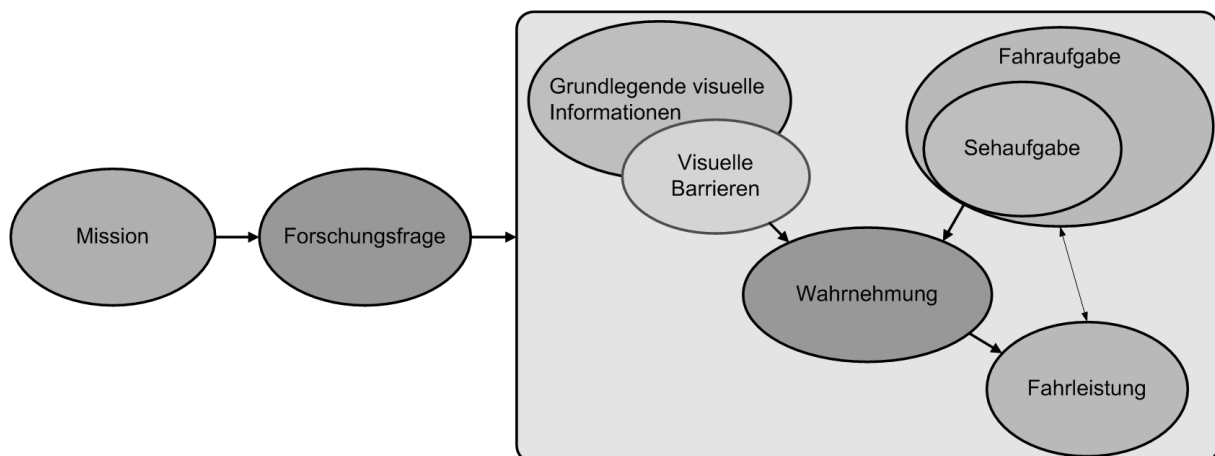 Mission
Forschungsfrage
Grundlegende visuelle
Informationen
Visuelle
Barrieren
Fahraufgabe
Sehaufgabe
Wahrnehmung
Fahrleistung